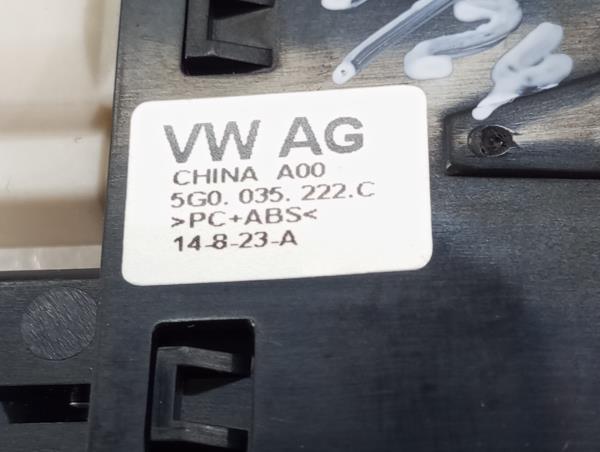 VW AG
CHINA A00
5G0. 035. 222.C
>PC+ABS<
14-8-23-A